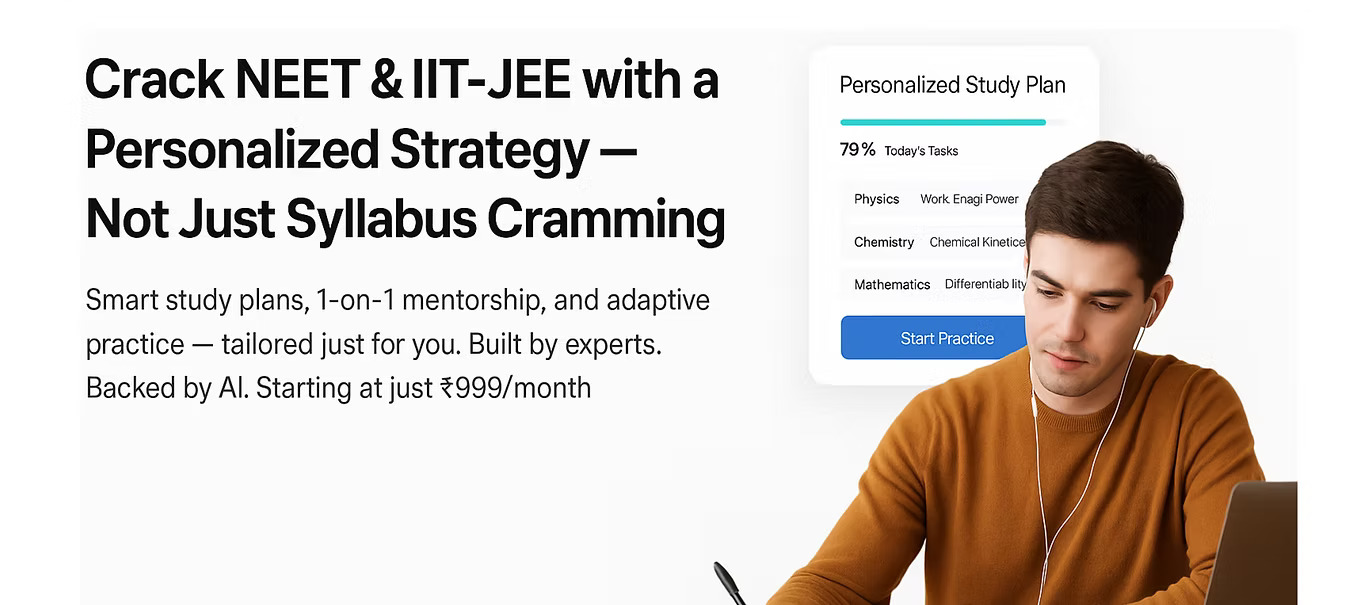 Crack NEET & IIT-JEE with a
Personalized Strategy —
Not Just Syllabus Cramming
Smart study plans, 1-on-1 mentorship, and adaptive
practice — tailored just for you. Built by experts.
Backed by AI. Starting at just ₹999/month
Personalized Study Plan
79% Today's Tasks
Physics Work Enagi Power
Chemistry Chemical Kinetice
Mathematics Differentiab lity
Start Practice